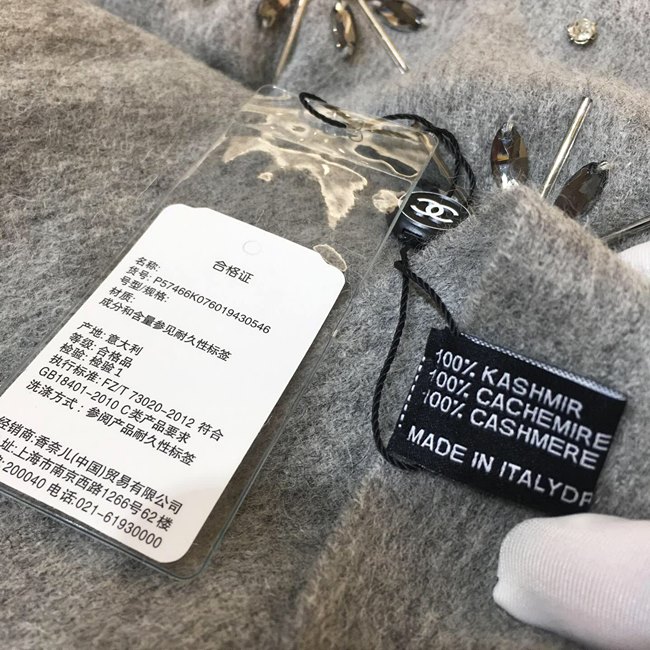 合格证
名称:
货号: P57466K076019430546
号型/规格:
材质:
成分和含量参见耐久性标签
产地: 意大利
等级: 合格品
检验: 检验1
执行标准: FZ/T 73020-2012 符合
GB18401-2010 C类产品要求
洗涤方式: 参阅产品耐久性标签
经销商:香奈儿(中国)贸易有限公司
址:上海市南京西路1266号62楼
200040 电话:021-61930000
100% KASHMIR
100% CACHEMIRE
100% CASHMERE
MADE IN ITALYDP